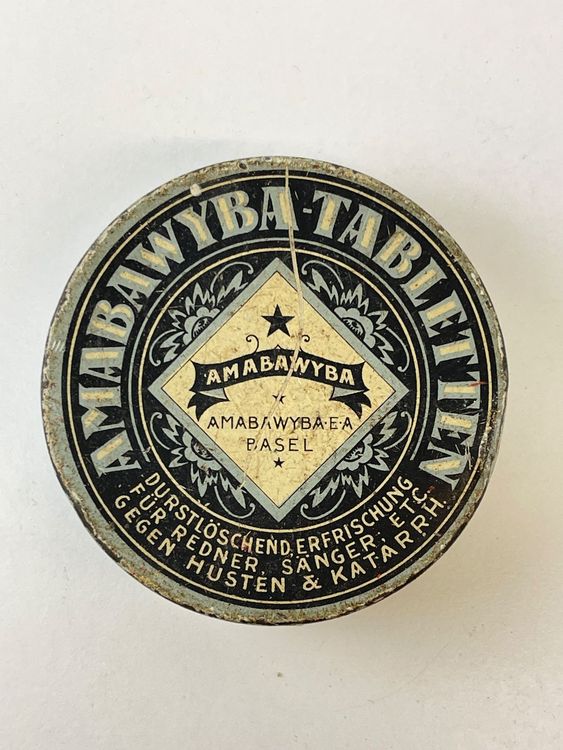 AMABAWYBA-TABLETTEN
AMABAWYBA
AMABAWYBA·E·A
BASEL
DURSTLÖSCHEND, ERFRISCHUNG
FÜR REDNER, SÄNGER, ETC.
GEGEN HUSTEN & KATARRH.